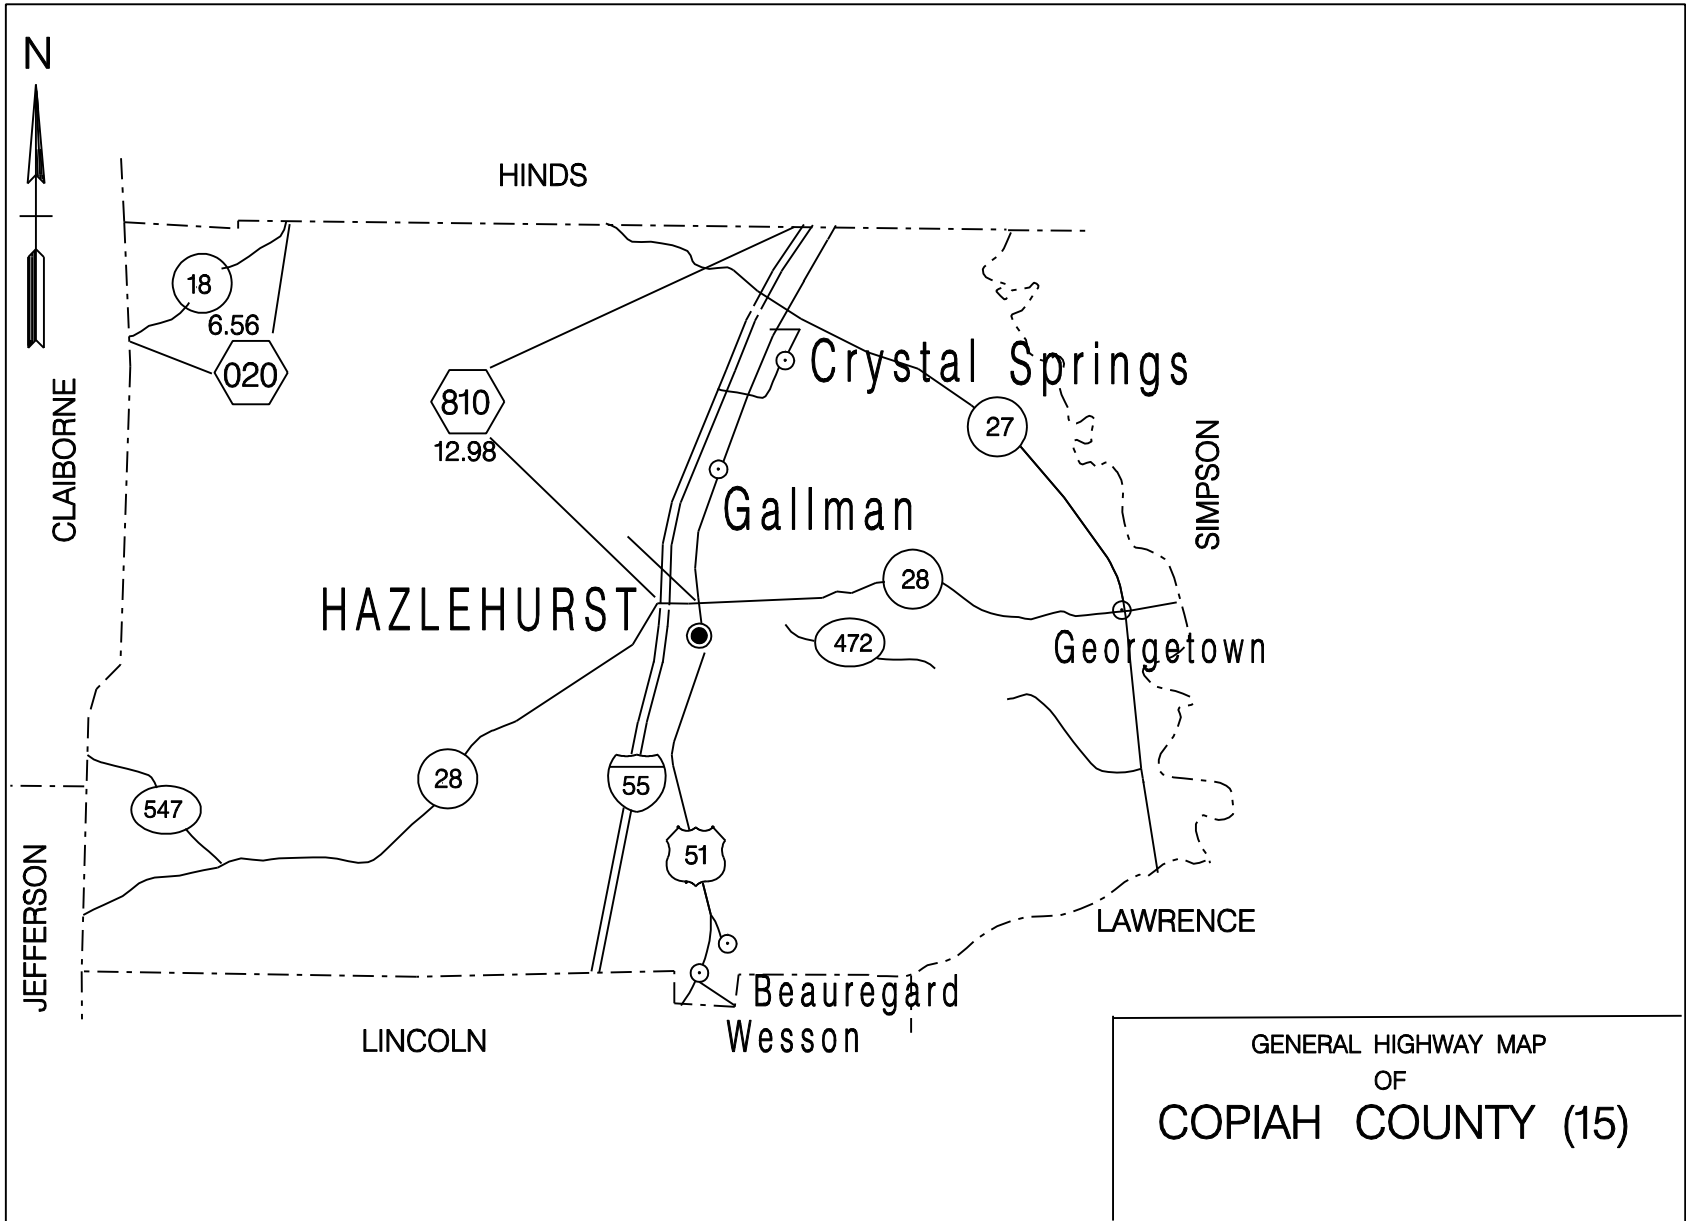 N
HINDS
18
6.56
020
810
12.98
Crystal Springs
27
CLAIBORNE
SIMPSON
Gallman
28
HAZLEHURST
472
Georgetown
28
55
547
51
JEFFERSON
LAWRENCE
Beauregard
Wesson
LINCOLN
GENERAL HIGHWAY MAP
OF
COPIAH COUNTY (15)